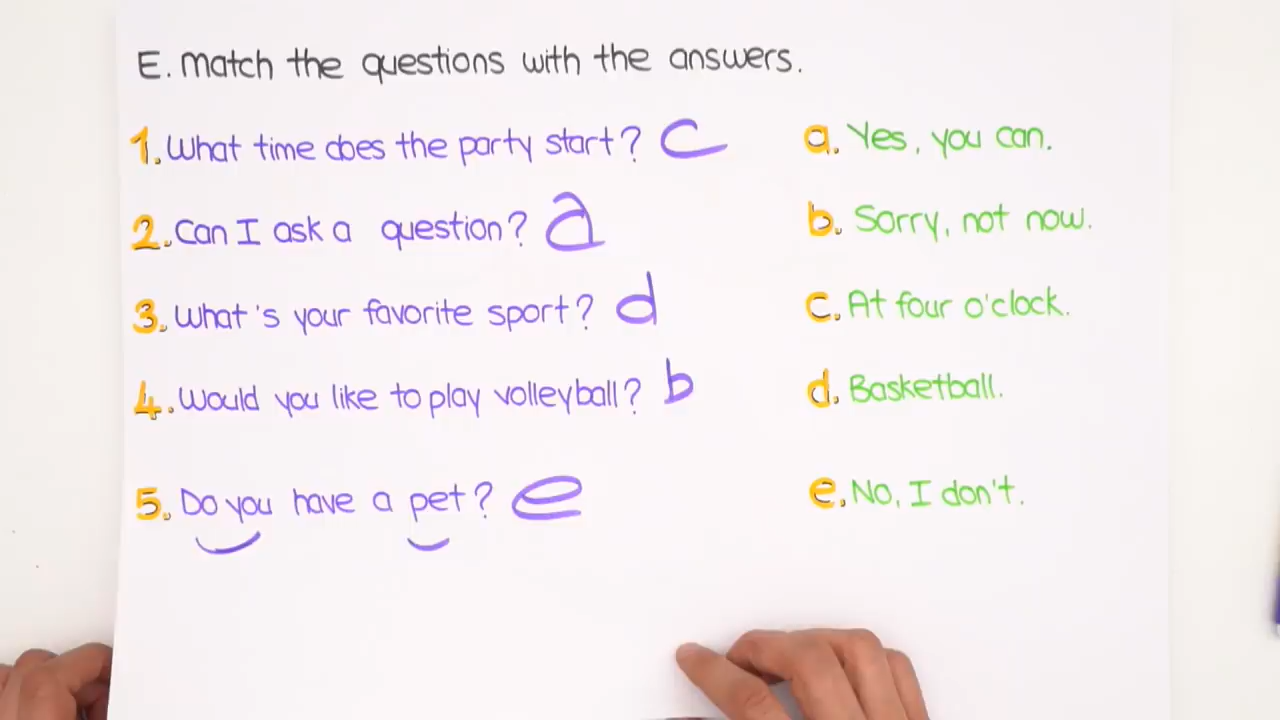 E. Match the questions with the answers.
1. What time does the party start? c
a. Yes, you can.
2. Can I ask a question? a
b. Sorry, not now.
3. What's your favorite sport? d
c. At four o'clock.
4. Would you like to play volleyball? b
d. Basketball.
5. Do you have a pet? e
e. No, I don't.